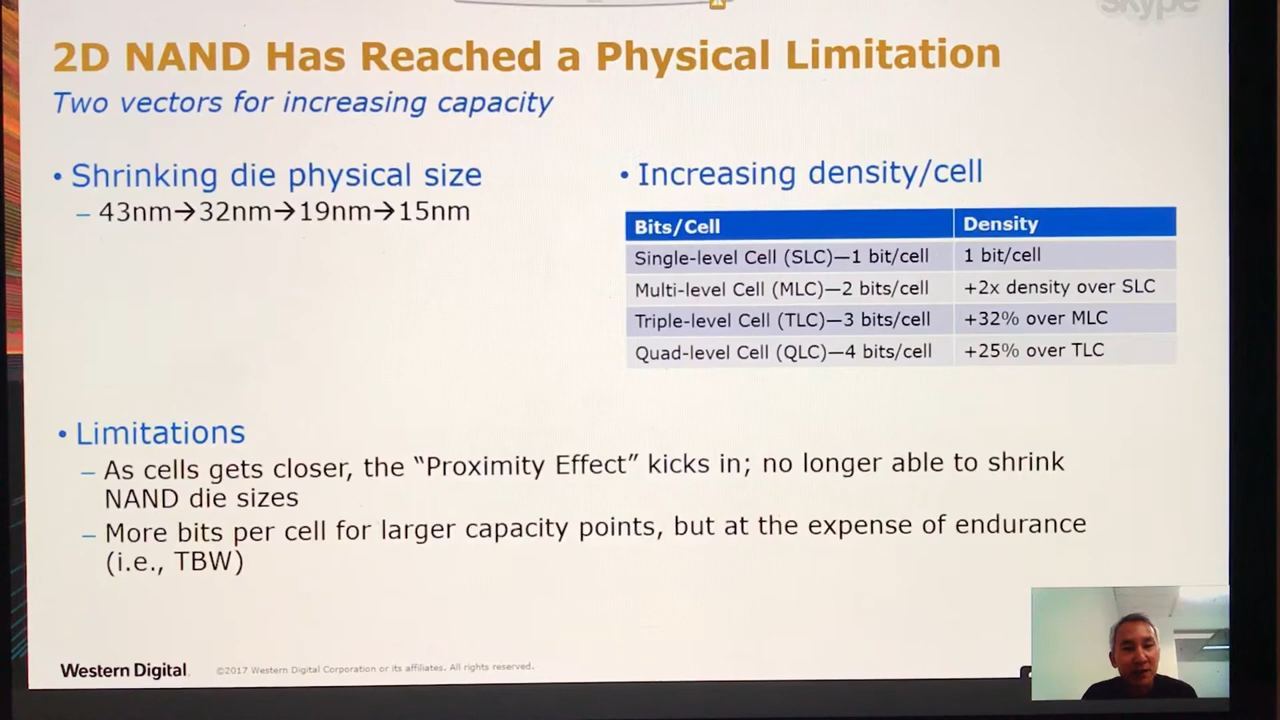 skype
2D NAND Has Reached a Physical Limitation
Two vectors for increasing capacity
• Shrinking die physical size
– 43nm→32nm→19nm→15nm
• Increasing density/cell
Bits/Cell Density
Single-level Cell (SLC)—1 bit/cell 1 bit/cell
Multi-level Cell (MLC)—2 bits/cell +2x density over SLC
Triple-level Cell (TLC)—3 bits/cell +32% over MLC
Quad-level Cell (QLC)—4 bits/cell +25% over TLC
• Limitations
– As cells gets closer, the “Proximity Effect” kicks in; no longer able to shrink
NAND die sizes
– More bits per cell for larger capacity points, but at the expense of endurance
(i.e., TBW)
Western Digital
©2017 Western Digital Corporation or its affiliates. All rights reserved.